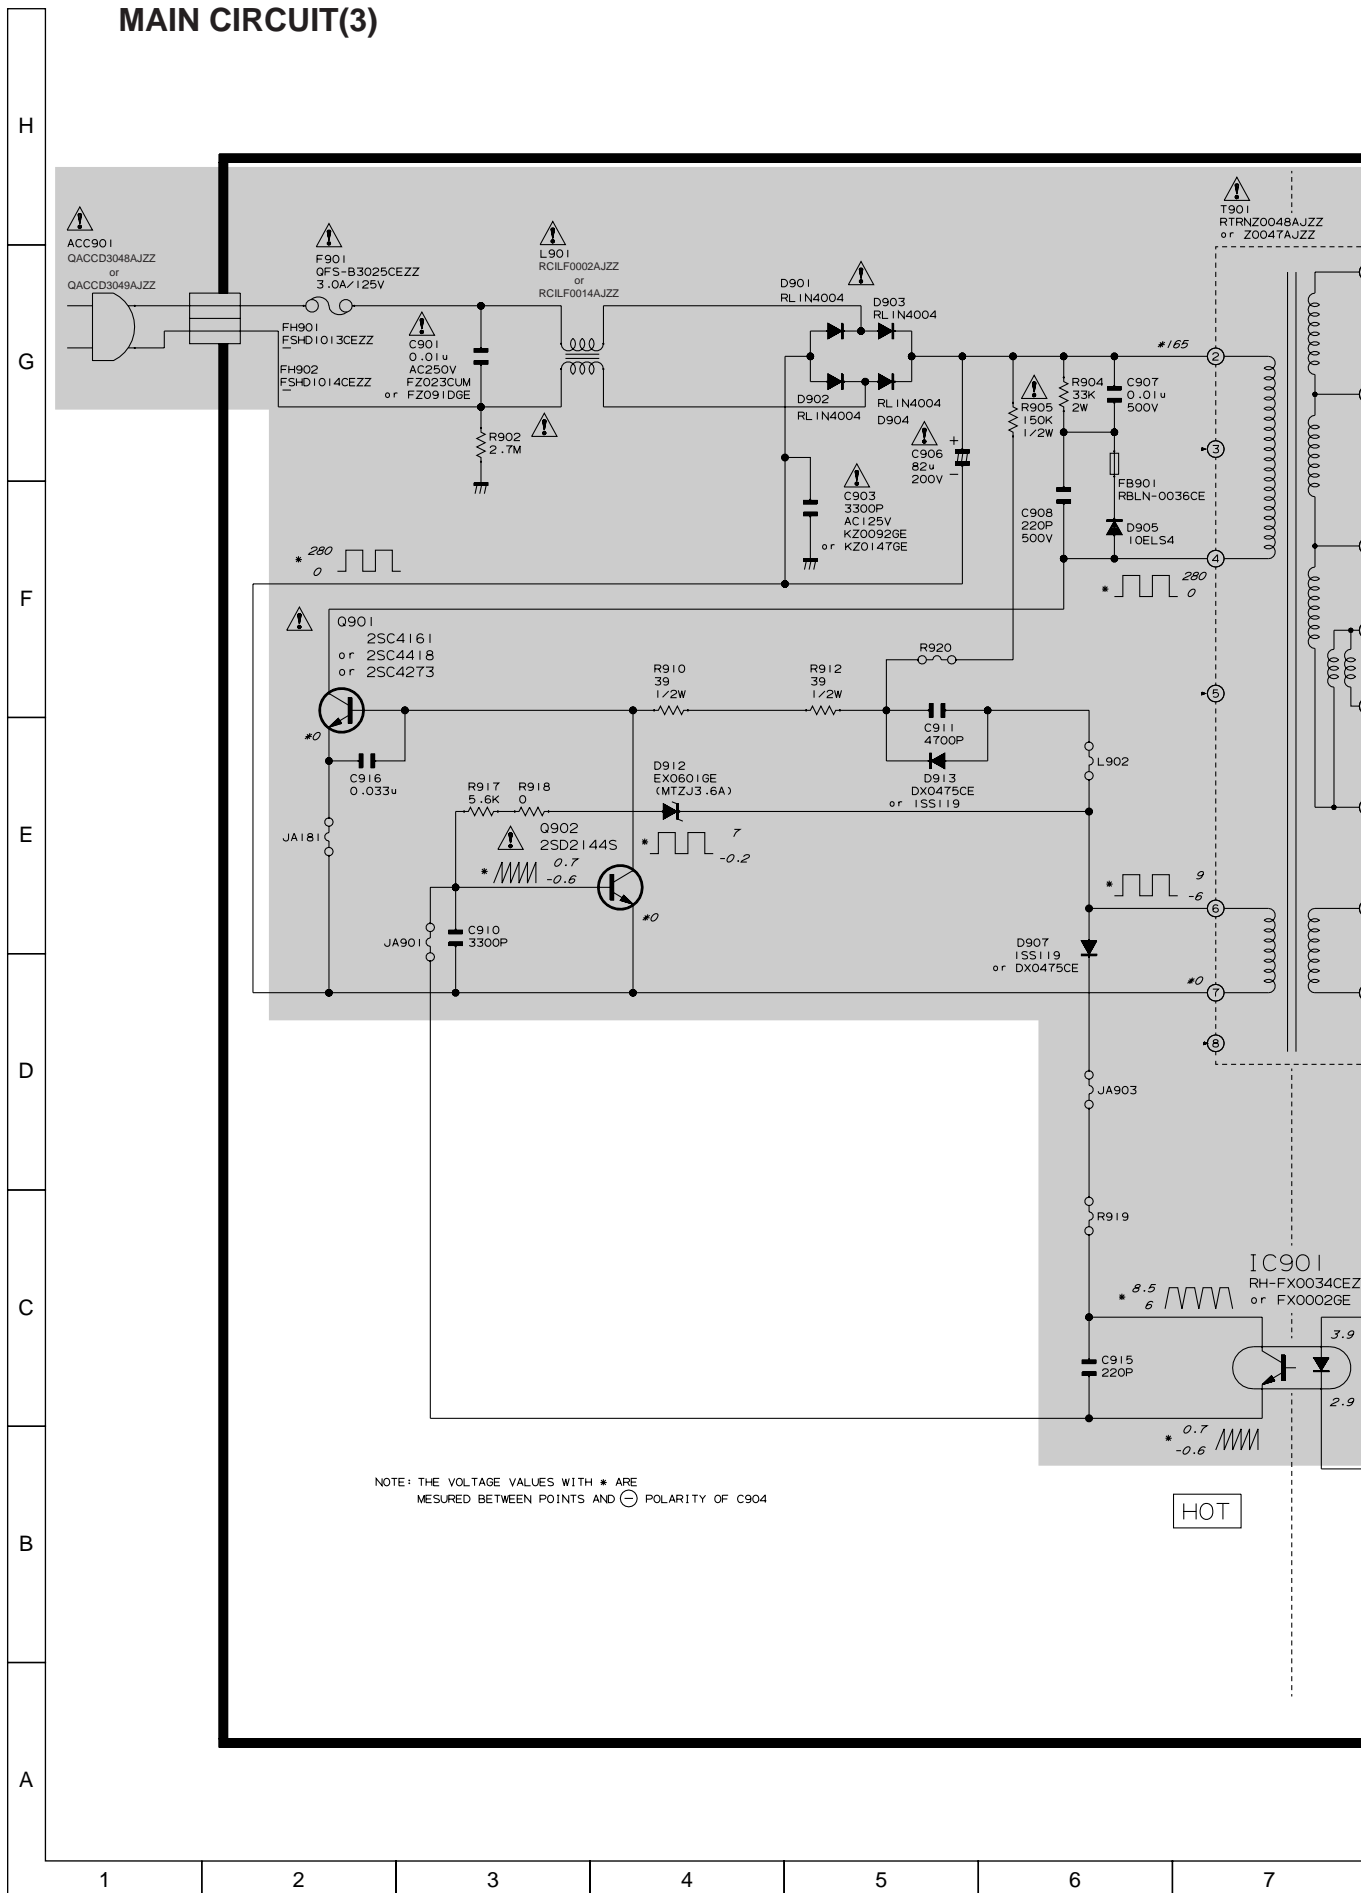 MAIN CIRCUIT(3)
H
ACC901
QACCD3048AJZZ
or
QACCD3049AJZZ
F901
QFS-B3025CEZZ
3.0A/125V
L901
RCILF0002AJZZ
or
RCILF0014AJZZ
T901
RTRNZ0048AJZZ
or Z0047AJZZ
G
FH901
FSHD1013CEZZ
FH902
FSHD1014CEZZ
C901
0.01u
AC250V
FZ023CUM
or FZ091DGE
R902
2.7M
D901
RL1N4004
D903
RL1N4004
D902
RL1N4004
RL1N4004
D904
C906
82u
200V
+
−
C903
3300P
AC125V
KZ0092GE
or KZ0147GE
R905
150K
1/2W
R904
33K
2W
C907
0.01u
500V
*165
2
3
FB901
RBLN-0036CE
C908
220P
500V
D905
10ELS4
4
F
* 280
0
* 280
0
Q901
2SC4161
or 2SC4418
or 2SC4273
R910
39
1/2W
R912
39
1/2W
R920
5
E
*0
C916
0.033u
JA181
C911
4700P
D913
DX0475CE
or 1SS119
L902
R917
5.6K
R918
0
D912
EX0601GE
(MTZJ3.6A)
Q902
2SD2144S
* 0.7
-0.6
* 7
-0.2
*0
* 9
-6
6
JA901
C910
3300P
D907
1SS119
or DX0475CE
*0
7
8
D
JA903
R919
C
IC901
RH-FX0034CEZ
or FX0002GE
* 8.5
6
3.9
2.9
C915
220P
* 0.7
-0.6
NOTE: THE VOLTAGE VALUES WITH * ARE
MESURED BETWEEN POINTS AND ⊖ POLARITY OF C904
HOT
B
A
1 2 3 4 5 6 7